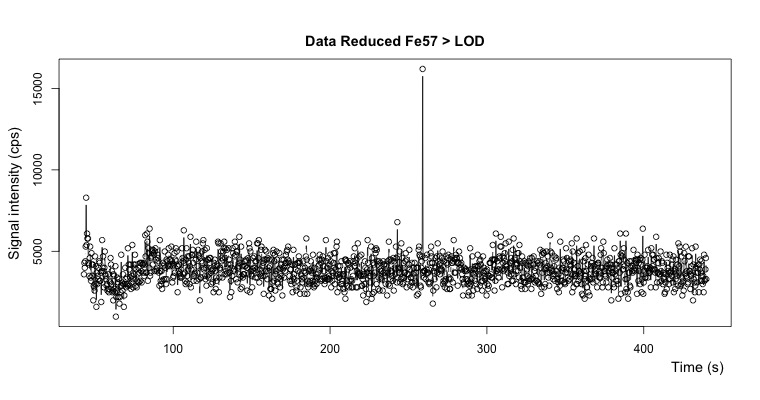 Data Reduced Fe57 > LOD
Signal intensity (cps)
15000
10000
5000
100 200 300 400
Time (s)